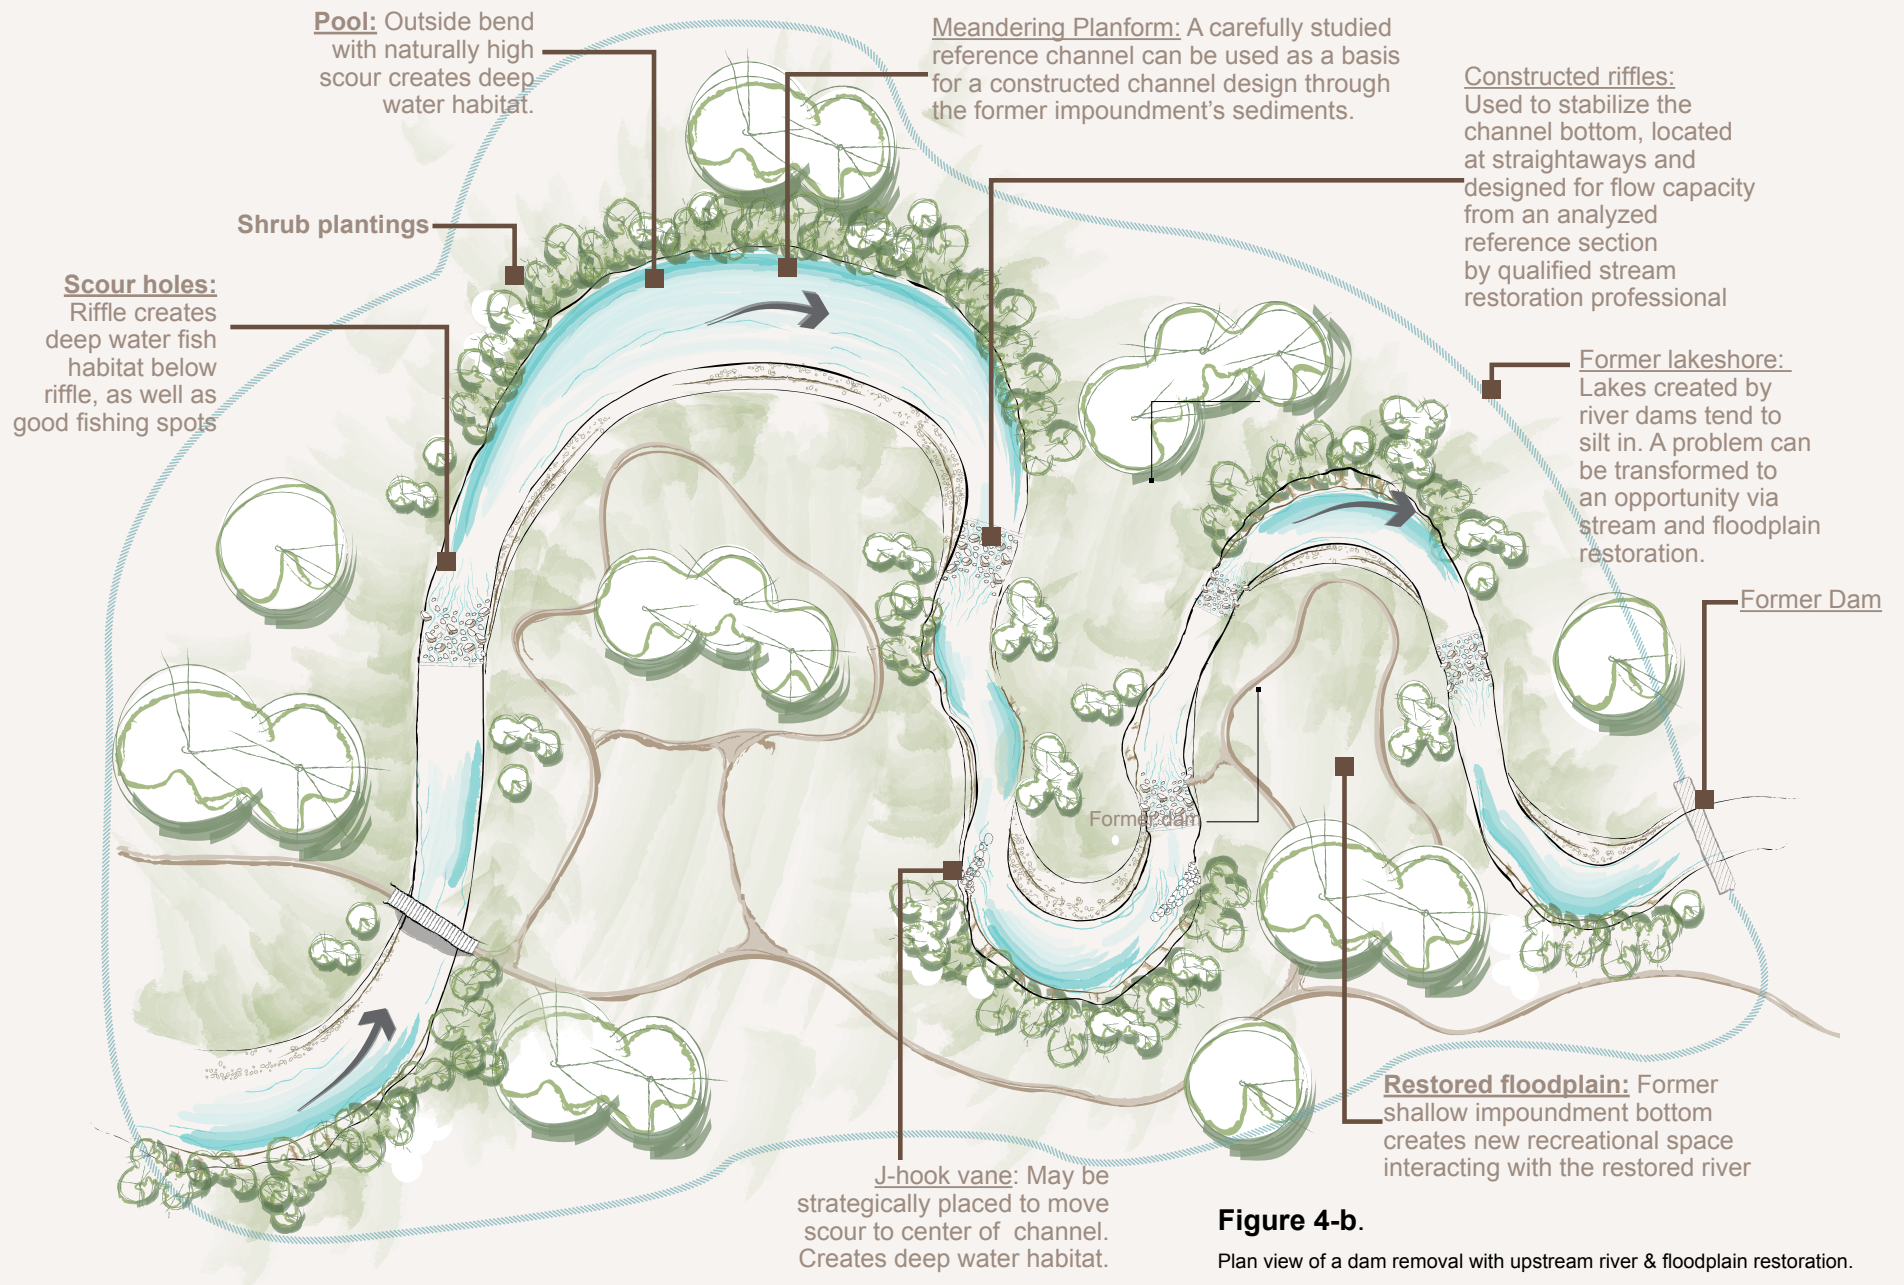 Pool: Outside bend
with naturally high
scour creates deep
water habitat.
Meandering Planform: A carefully studied
reference channel can be used as a basis
for a constructed channel design through
the former impoundment's sediments.
Constructed riffles:
Used to stabilize the
channel bottom, located
at straightaways and
designed for flow capacity
from an analyzed
reference section
by qualified stream
restoration professional
Shrub plantings
Scour holes:
Riffle creates
deep water fish
habitat below
riffle, as well as
good fishing spots
Former lakeshore:
Lakes created by
river dams tend to
silt in. A problem can
be transformed to
an opportunity via
stream and floodplain
restoration.
Former Dam
Former dam
Restored floodplain: Former
shallow impoundment bottom
creates new recreational space
interacting with the restored river
J-hook vane: May be
strategically placed to move
scour to center of channel.
Creates deep water habitat.
Figure 4-b.
Plan view of a dam removal with upstream river & floodplain restoration.